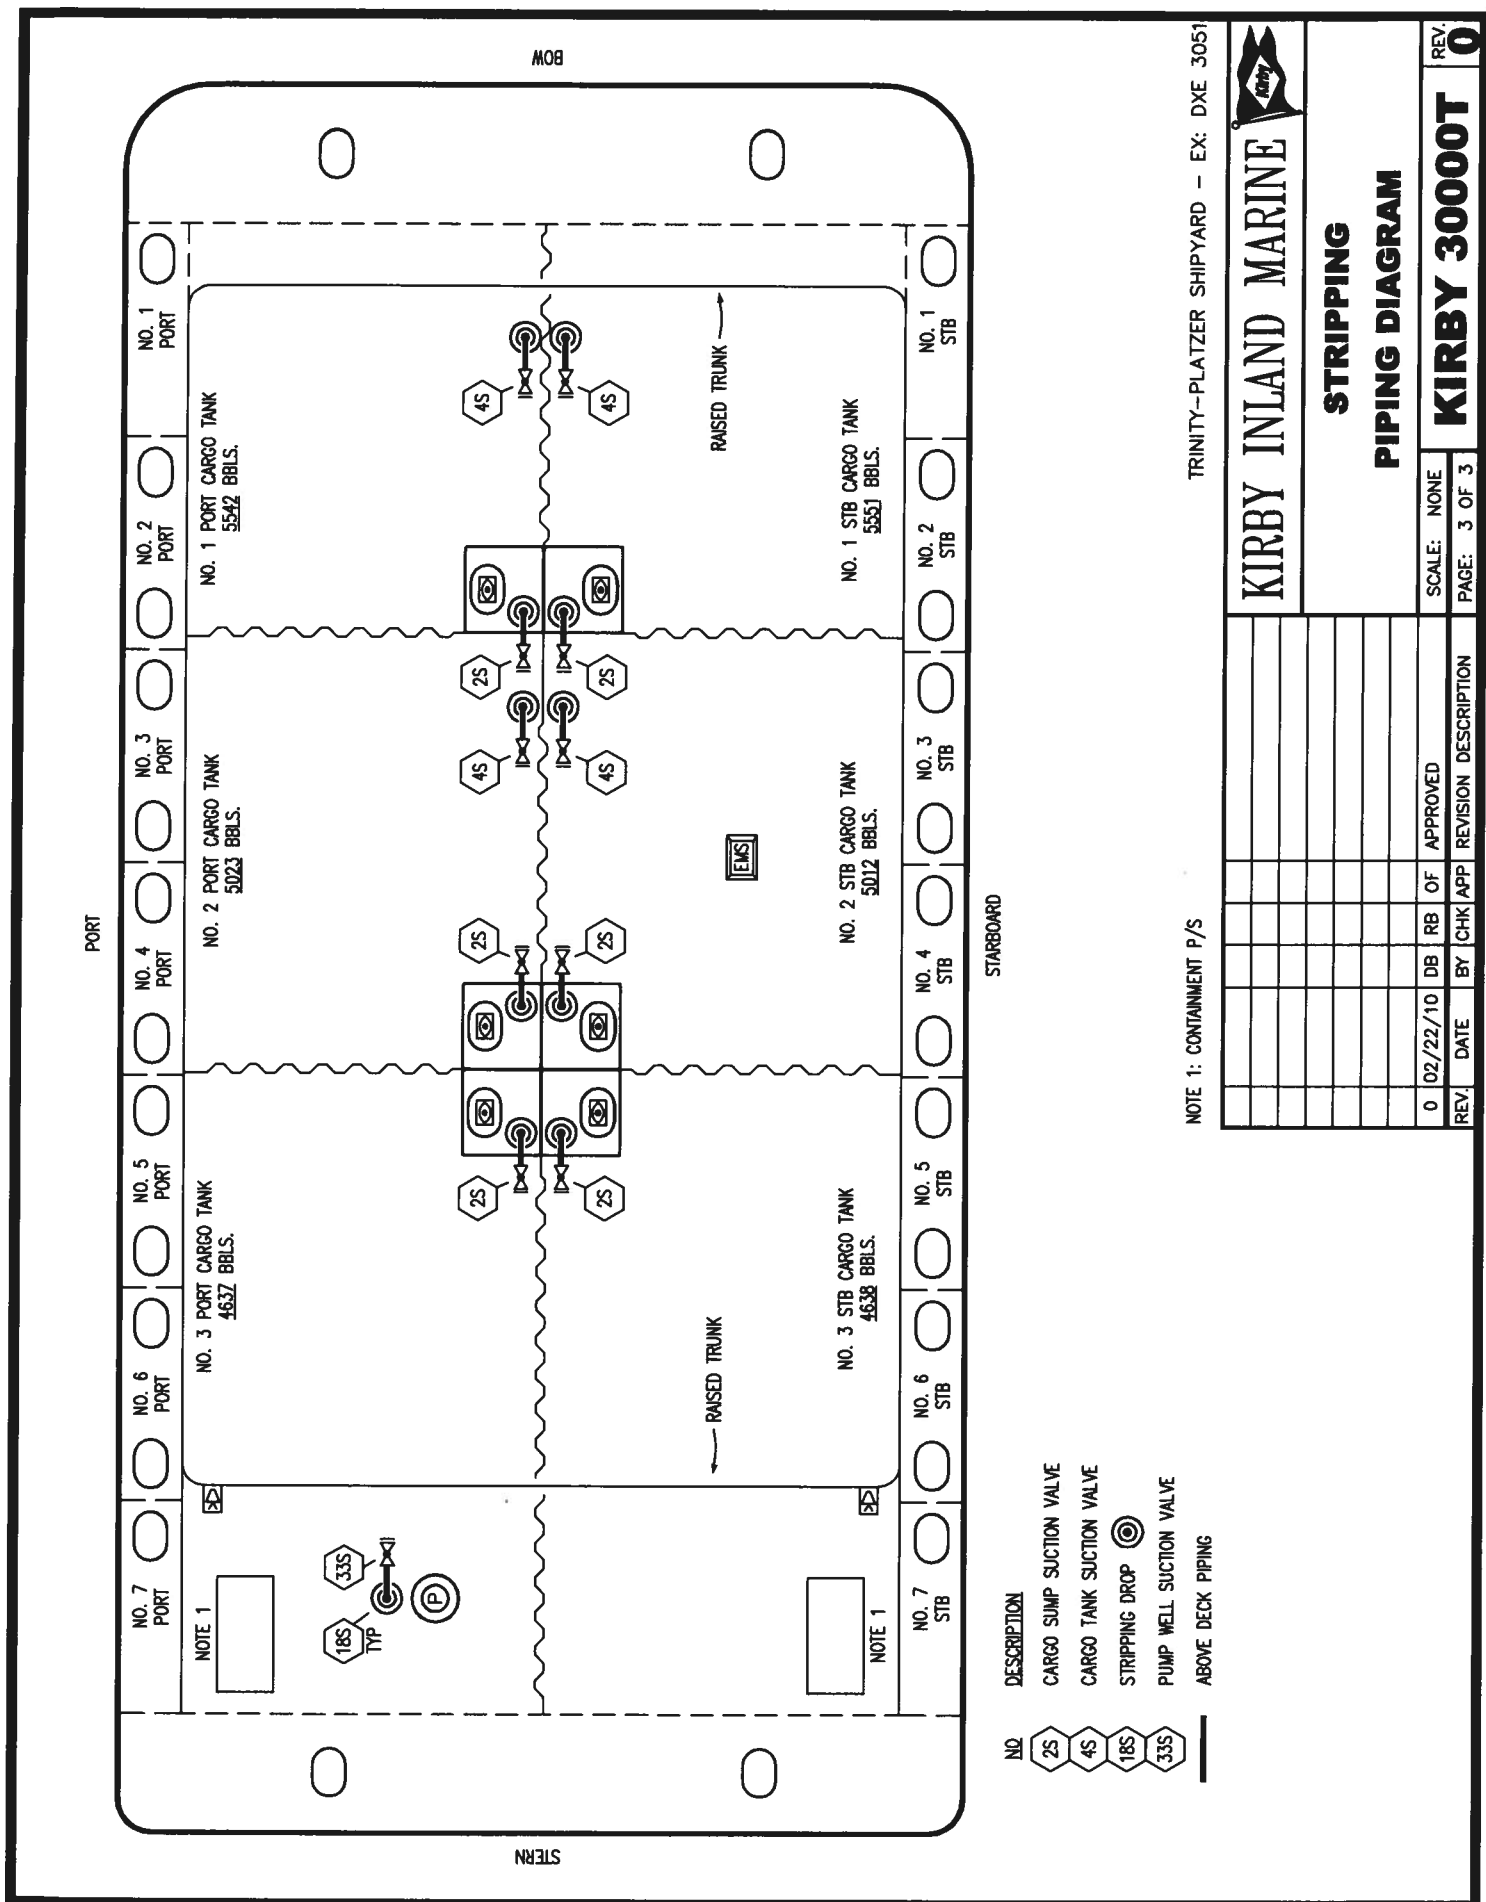 BOW
PORT
STARBOARD
STERN
NO. 1
PORT
NO. 2
PORT
NO. 3
PORT
NO. 4
PORT
NO. 5
PORT
NO. 6
PORT
NO. 7
PORT
NO. 1 PORT CARGO TANK
5542 BBLS.
NO. 2 PORT CARGO TANK
5023 BBLS.
NO. 3 PORT CARGO TANK
4637 BBLS.
4S
4S
2S
2S
4S
4S
2S
2S
2S
2S
33S
18S
TYP
P
EMS
RAISED TRUNK
RAISED TRUNK
NOTE 1
NOTE 1
NO. 1 STB CARGO TANK
5551 BBLS.
NO. 2 STB CARGO TANK
5012 BBLS.
NO. 3 STB CARGO TANK
4638 BBLS.
NO. 1
STB
NO. 2
STB
NO. 3
STB
NO. 4
STB
NO. 5
STB
NO. 6
STB
NO. 7
STB
NO DESCRIPTION
2S CARGO SUMP SUCTION VALVE
4S CARGO TANK SUCTION VALVE
18S STRIPPING DROP
33S PUMP WELL SUCTION VALVE
ABOVE DECK PIPING
NOTE 1: CONTAINMENT P/S
TRINITY-PLATZER SHIPYARD - EX: DXE 3051
KIRBY INLAND MARINE
Kirby
STRIPPING
PIPING DIAGRAM
0 02/22/10 DB RB OF APPROVED
REV. DATE BY CHK APP REVISION DESCRIPTION
SCALE: NONE
PAGE: 3 OF 3
KIRBY 30000T
REV.
0